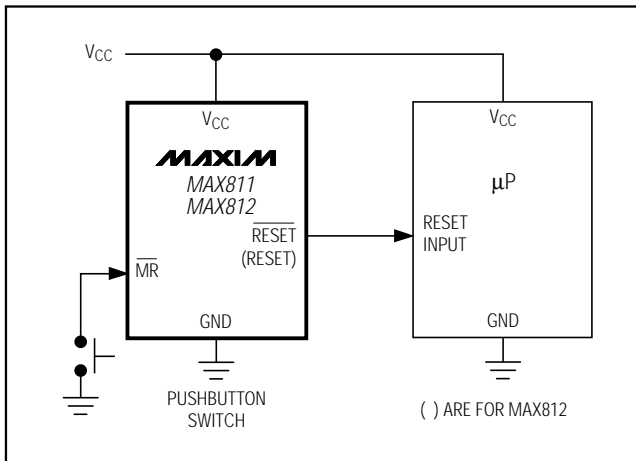 VCC
VCC
MAXIM
MAX811
MAX812
RESET
(RESET)
MR
GND
PUSHBUTTON
SWITCH
VCC
μP
RESET
INPUT
GND
( ) ARE FOR MAX812